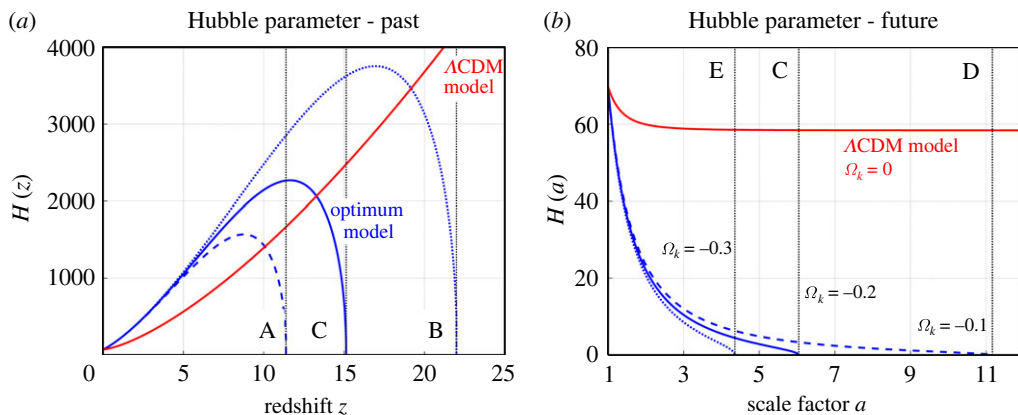 (a) Hubble parameter - past
4000
3000
2000
1000
0
H (z)
ΛCDM
model
optimum
model
A
C
B
5
10
15
20
25
redshift z
(b) Hubble parameter - future
80
60
40
20
0
H (a)
E
C
D
ΛCDM model
Ωk = 0
Ωk = –0.3
Ωk = –0.2
Ωk = –0.1
1
3
5
7
9
11
scale factor a